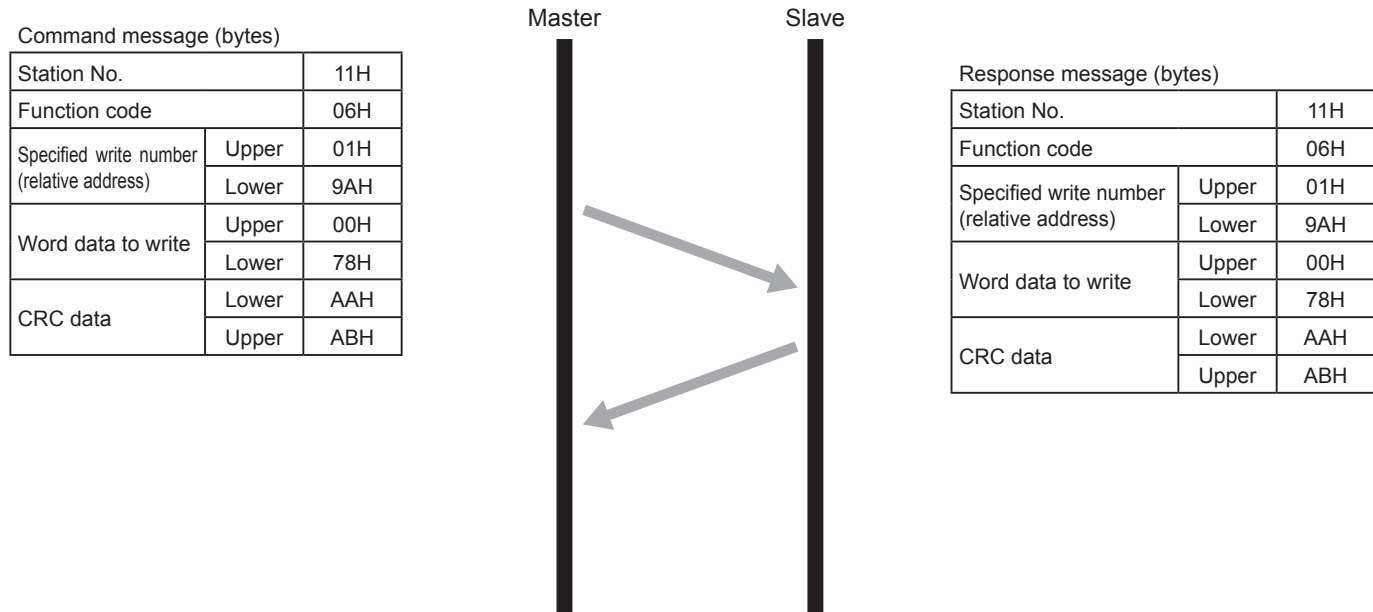 Master
Slave
Command message (bytes)
Station No. 11H
Function code 06H
Specified write number
(relative address)
Upper 01H
Lower 9AH
Word data to write
Upper 00H
Lower 78H
CRC data
Lower AAH
Upper ABH
Response message (bytes)
Station No. 11H
Function code 06H
Specified write number
(relative address)
Upper 01H
Lower 9AH
Word data to write
Upper 00H
Lower 78H
CRC data
Lower AAH
Upper ABH